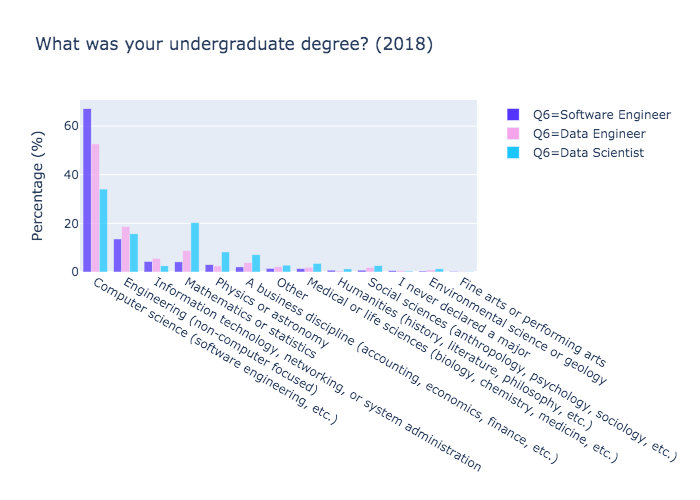 What was your undergraduate degree? (2018)
Percentage (%)
60
40
20
0
Q6=Software Engineer
Q6=Data Engineer
Q6=Data Scientist
Computer science (software engineering, etc.)
Engineering (non-computer focused)
Information technology, networking, or system administration
Mathematics or statistics
Physics or astronomy
A business discipline (accounting, economics, finance, etc.)
Other
Medical or life sciences (biology, chemistry, medicine, etc.)
Humanities (history, literature, philosophy, etc.)
Social sciences (anthropology, psychology, sociology, etc.)
I never declared a major
Environmental science or geology
Fine arts or performing arts